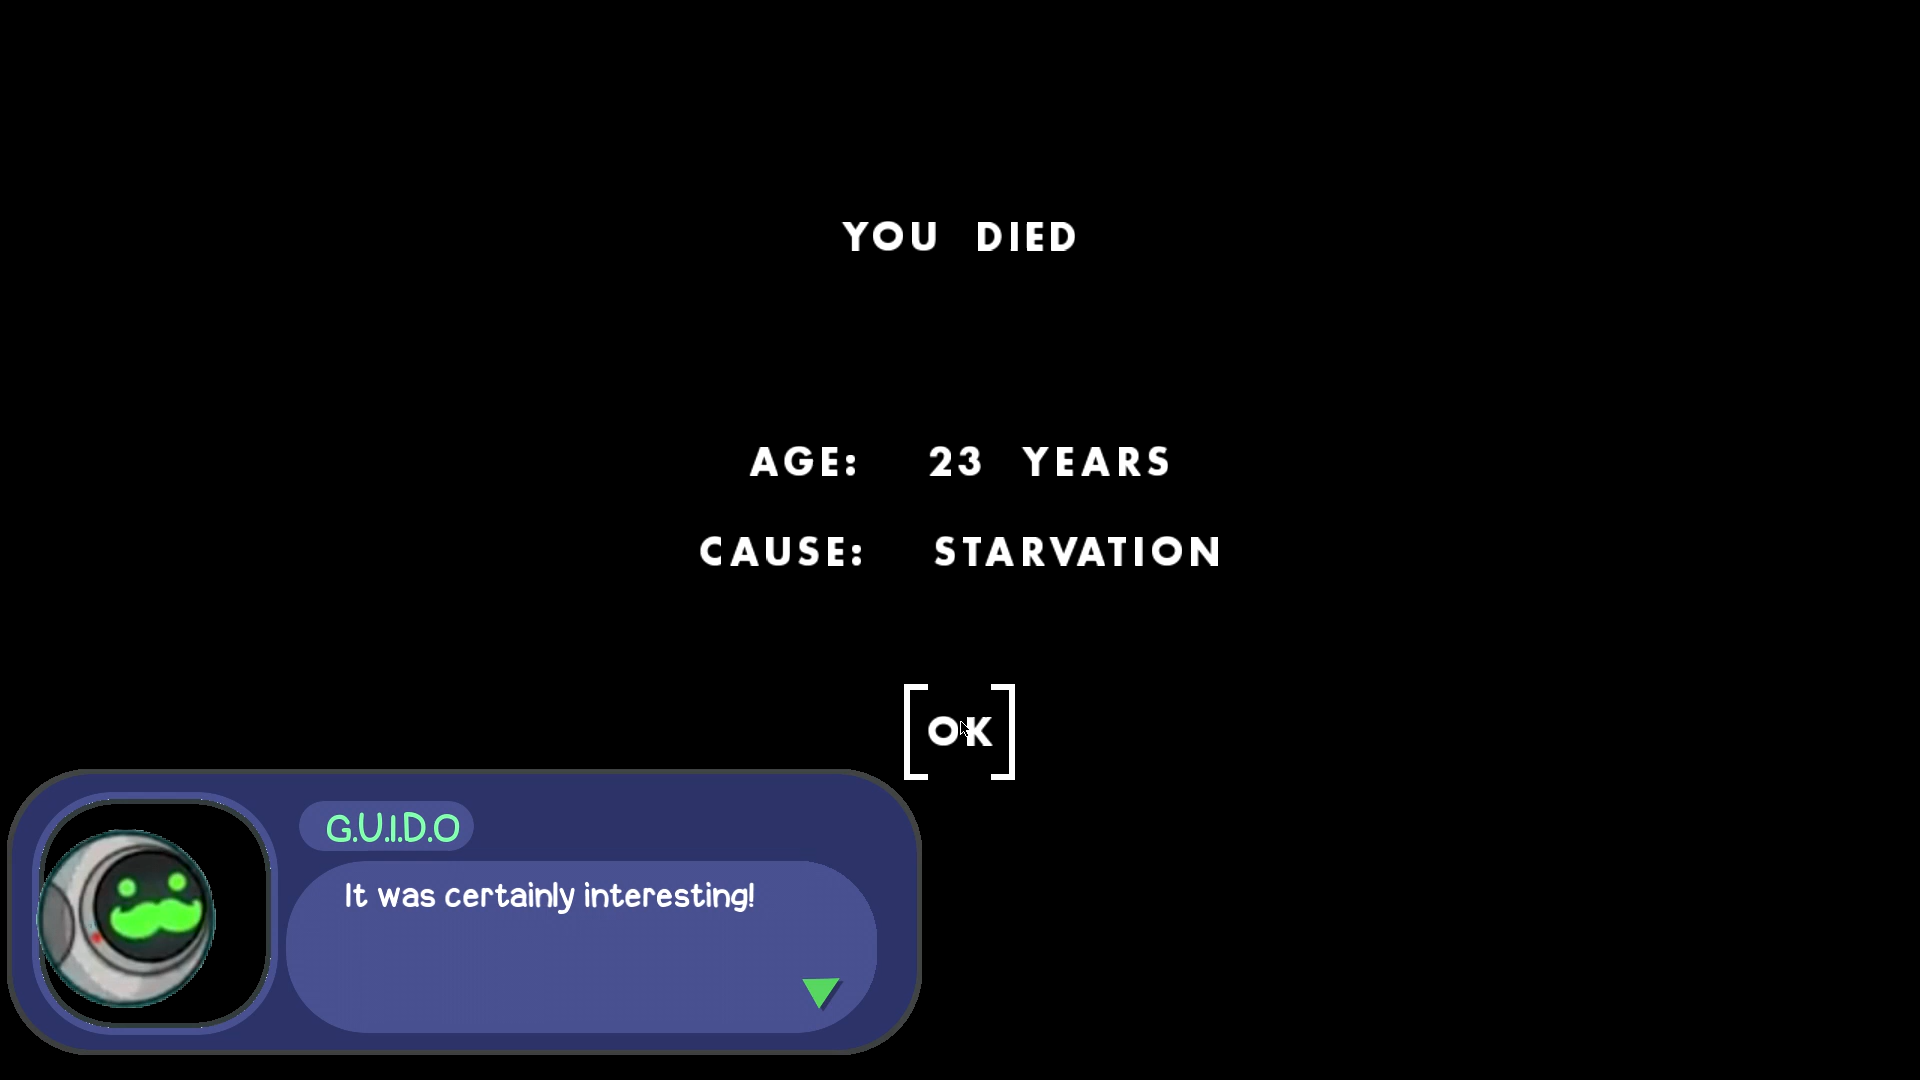 YOU DIED
AGE: 23 YEARS
CAUSE: STARVATION
OK
G.U.I.D.O
It was certainly interesting!